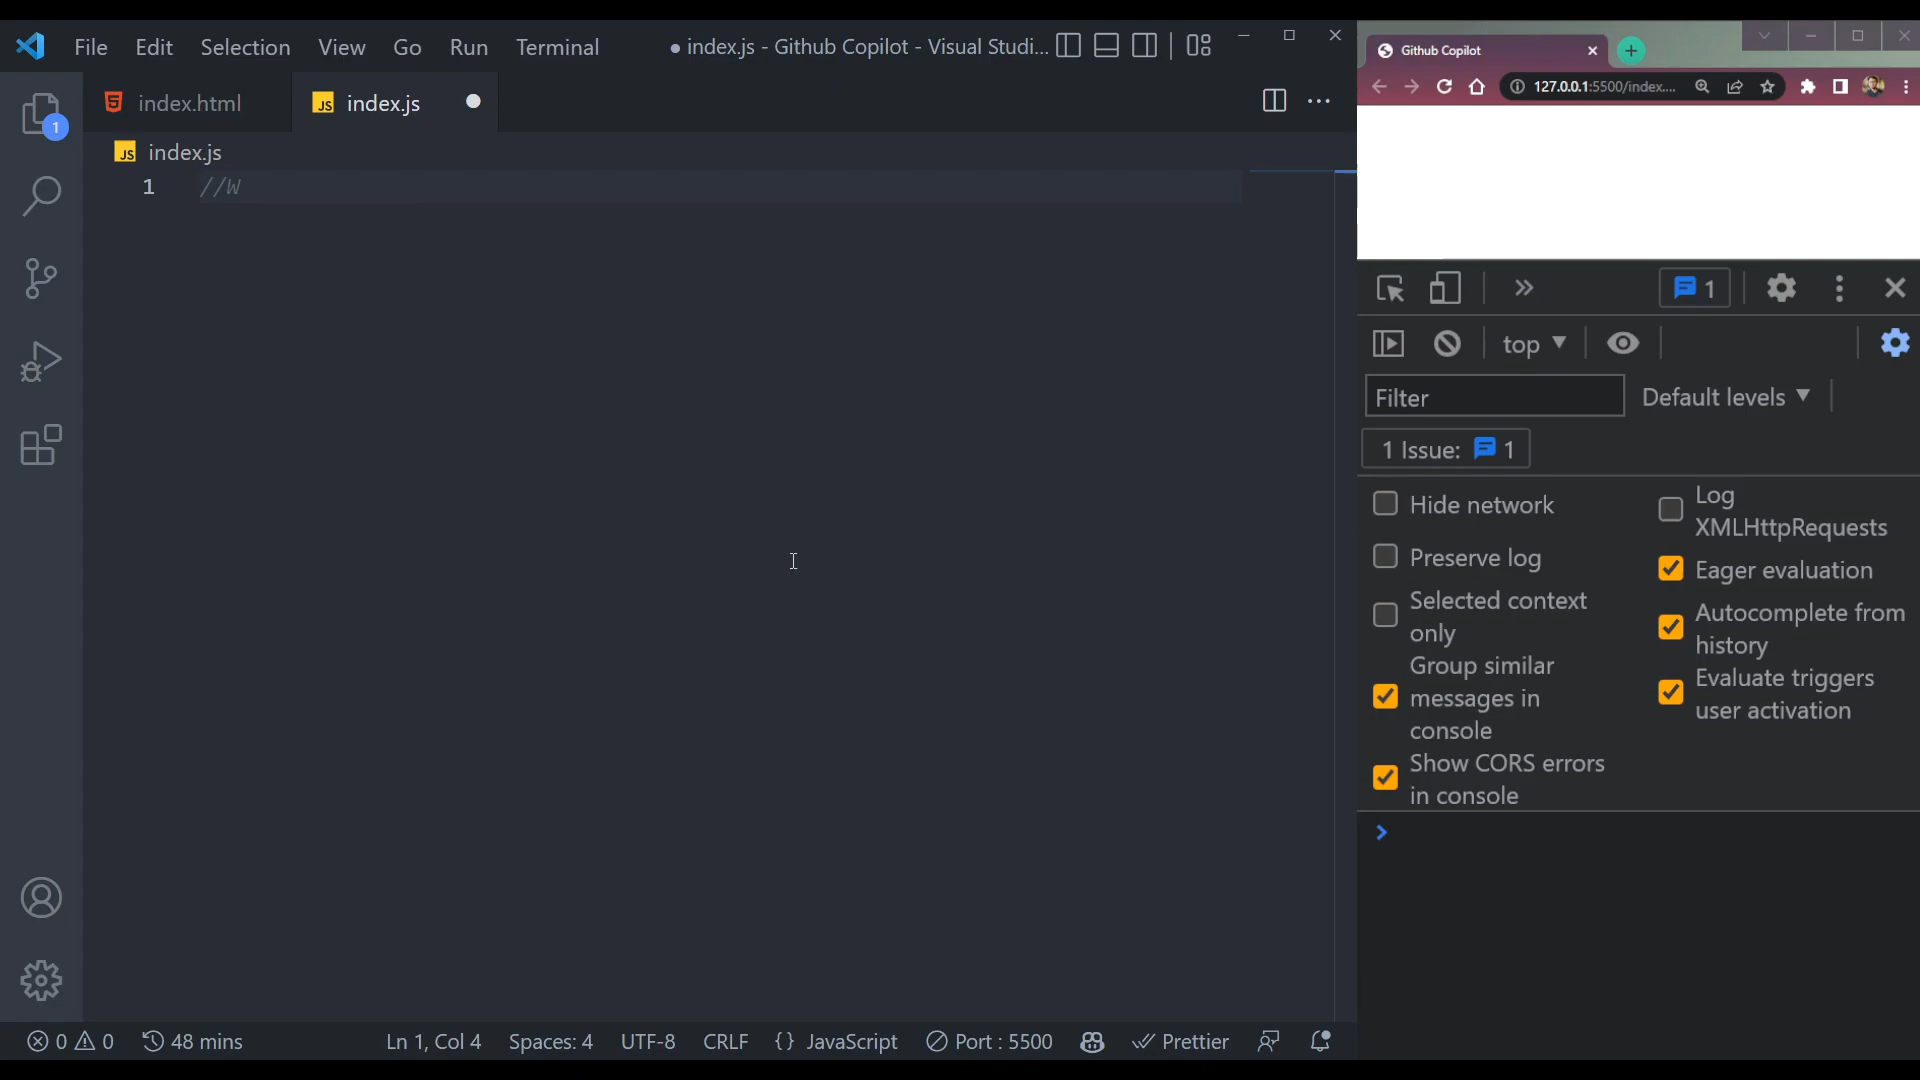 File Edit Selection View Go Run Terminal
● index.js - Github Copilot - Visual Studi...
index.html
JS index.js
JS index.js
1 //W
1
0 0 48 mins
Ln 1, Col 4 Spaces: 4 UTF-8 CRLF {} JavaScript Port : 5500 Prettier
Github Copilot
127.0.0.1:5500/index....
1
top
Filter
Default levels
1 Issue: 1
Hide network
Preserve log
Selected context
only
Group similar
messages in
console
Show CORS errors
in console
Log
XMLHttpRequests
Eager evaluation
Autocomplete from
history
Evaluate triggers
user activation